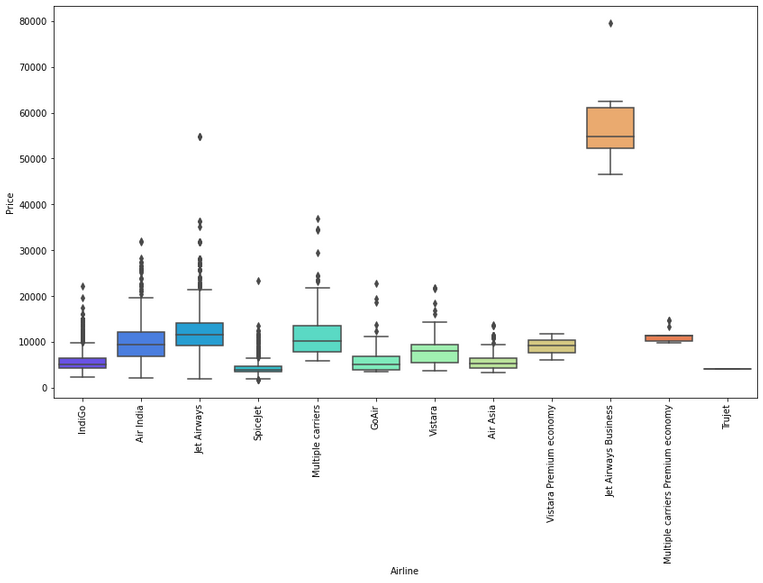 80000
70000
60000
50000
40000
30000
20000
10000
0
Price
IndiGo
Air India
Jet Airways
SpiceJet
Multiple carriers
GoAir
Vistara
Air Asia
Vistara Premium economy
Jet Airways Business
Multiple carriers Premium economy
Trujet
Airline